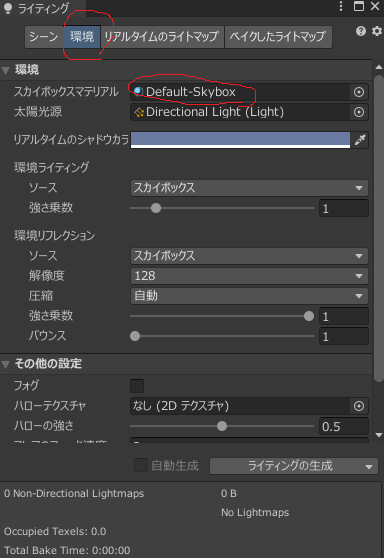 ライティング
シーン 環境 リアルタイムのライトマップ ベイクしたライトマップ
環境
スカイボックスマテリアル Default-Skybox
太陽光源 Directional Light (Light)
リアルタイムのシャドウカラ
環境ライティング
ソース スカイボックス
強さ乗数 1
環境リフレクション
ソース スカイボックス
解像度 128
圧縮 自動
強さ乗数 1
バウンス 1
その他の設定
フォグ
ハローテクスチャ なし (2D テクスチャ)
ハローの強さ 0.5
自動生成 ライティングの生成
0 Non-Directional Lightmaps 0 B
No Lightmaps
Occupied Texels: 0.0
Total Bake Time: 0:00:00